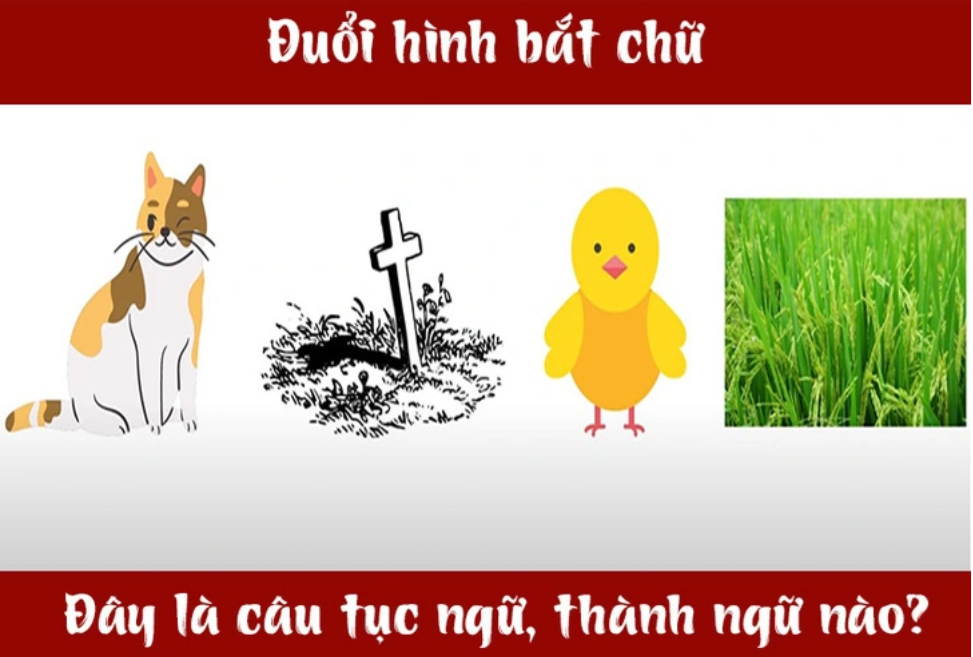 Đuổi hình bắt chữ
Đây là câu tục ngữ, thành ngữ nào?